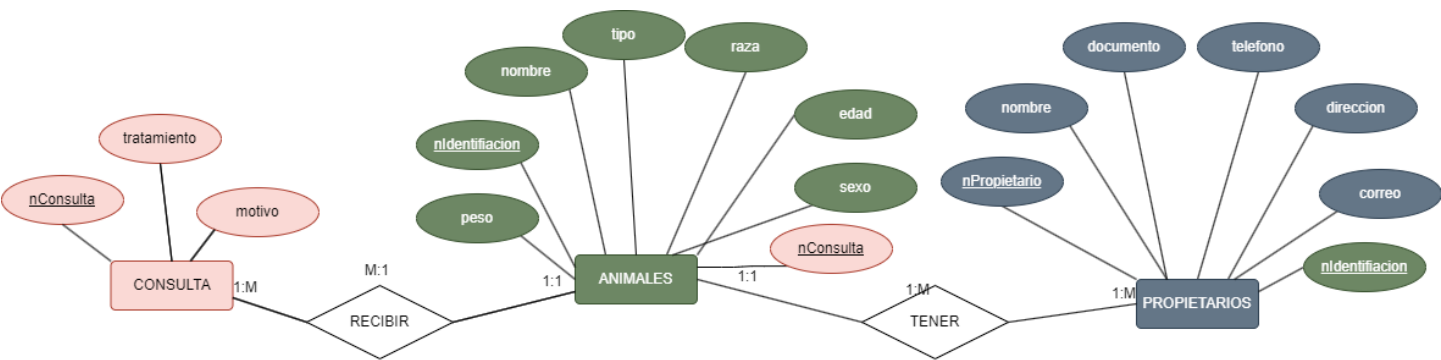 tipo
raza
documento
telefono
nombre
edad
nombre
direccion
tratamiento
nIdentifiacion
nConsulta
motivo
peso
sexo
nPropietario
correo
nConsulta
nIdentifiacion
M:1
1:M
CONSULTA
1:1
ANIMALES
1:1
1:M
1:M
PROPIETARIOS
RECIBIR
TENER